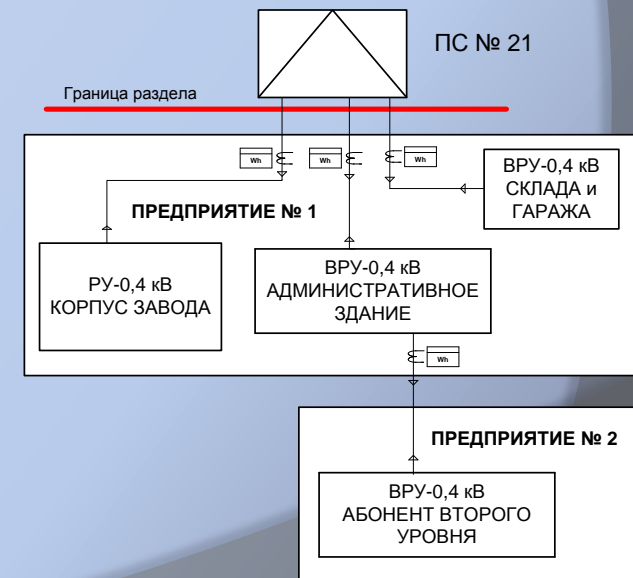 ПС № 21
Граница раздела
Wh
Wh
Wh
ВРУ-0,4 кВ
СКЛАДА и
ГАРАЖА
ПРЕДПРИЯТИЕ № 1
РУ-0,4 кВ
КОРПУС ЗАВОДА
ВРУ-0,4 кВ
АДМИНИСТРАТИВНОЕ
ЗДАНИЕ
Wh
ПРЕДПРИЯТИЕ № 2
ВРУ-0,4 кВ
АБОНЕНТ ВТОРОГО
УРОВНЯ